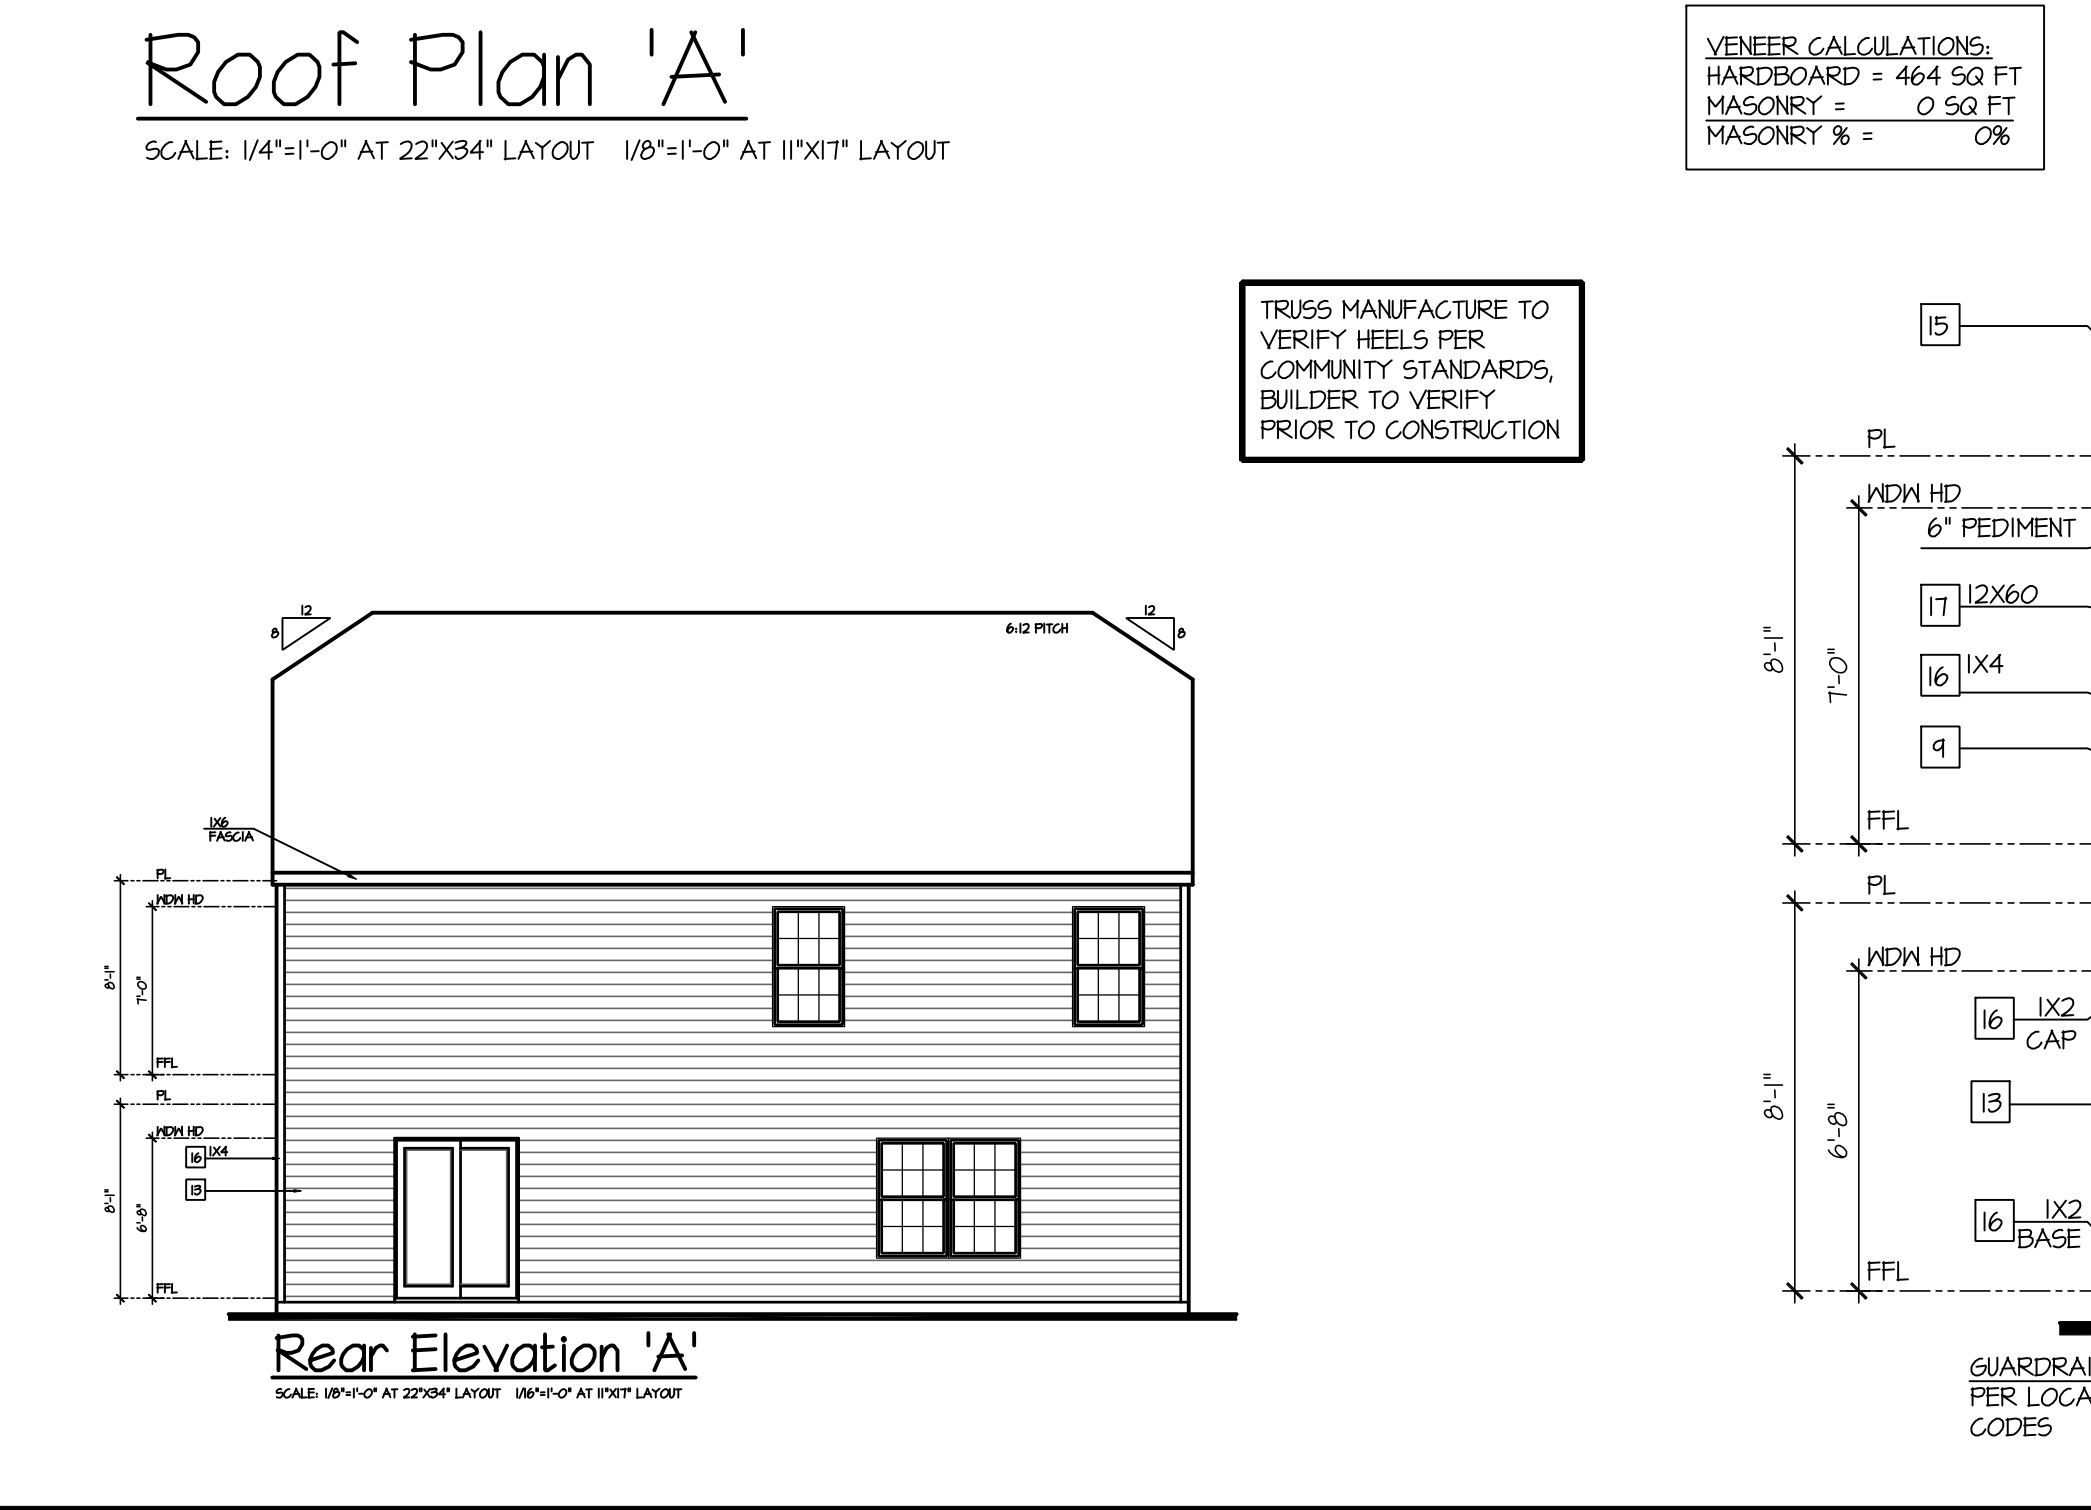 Roof Plan 'A'
SCALE: 1/4"=1'-0" AT 22"X34" LAYOUT 1/8"=1'-0" AT 11"X17" LAYOUT
VENEER CALCULATIONS:
HARDBOARD = 464 SQ FT
MASONRY = 0 SQ FT
MASONRY % = 0%
TRUSS MANUFACTURE TO
VERIFY HEELS PER
COMMUNITY STANDARDS,
BUILDER TO VERIFY
PRIOR TO CONSTRUCTION
12
8
6:12 PITCH
12
8
1X6
FASCIA
PL
WDW HD
8'-1"
7'-0"
FFL
PL
WDW HD
16 1X4
13
8'-1"
6'-8"
FFL
Rear Elevation 'A'
SCALE: 1/8"=1'-0" AT 22"X34" LAYOUT 1/16"=1'-0" AT 11"X17" LAYOUT
15
PL
WDW HD
6" PEDIMENT
17 12X60
8'-1"
7'-0"
16 1X4
9
FFL
PL
WDW HD
16 1X2
CAP
13
8'-1"
6'-8"
16 1X2
BASE
FFL
GUARDRAI
PER LOCA
CODES